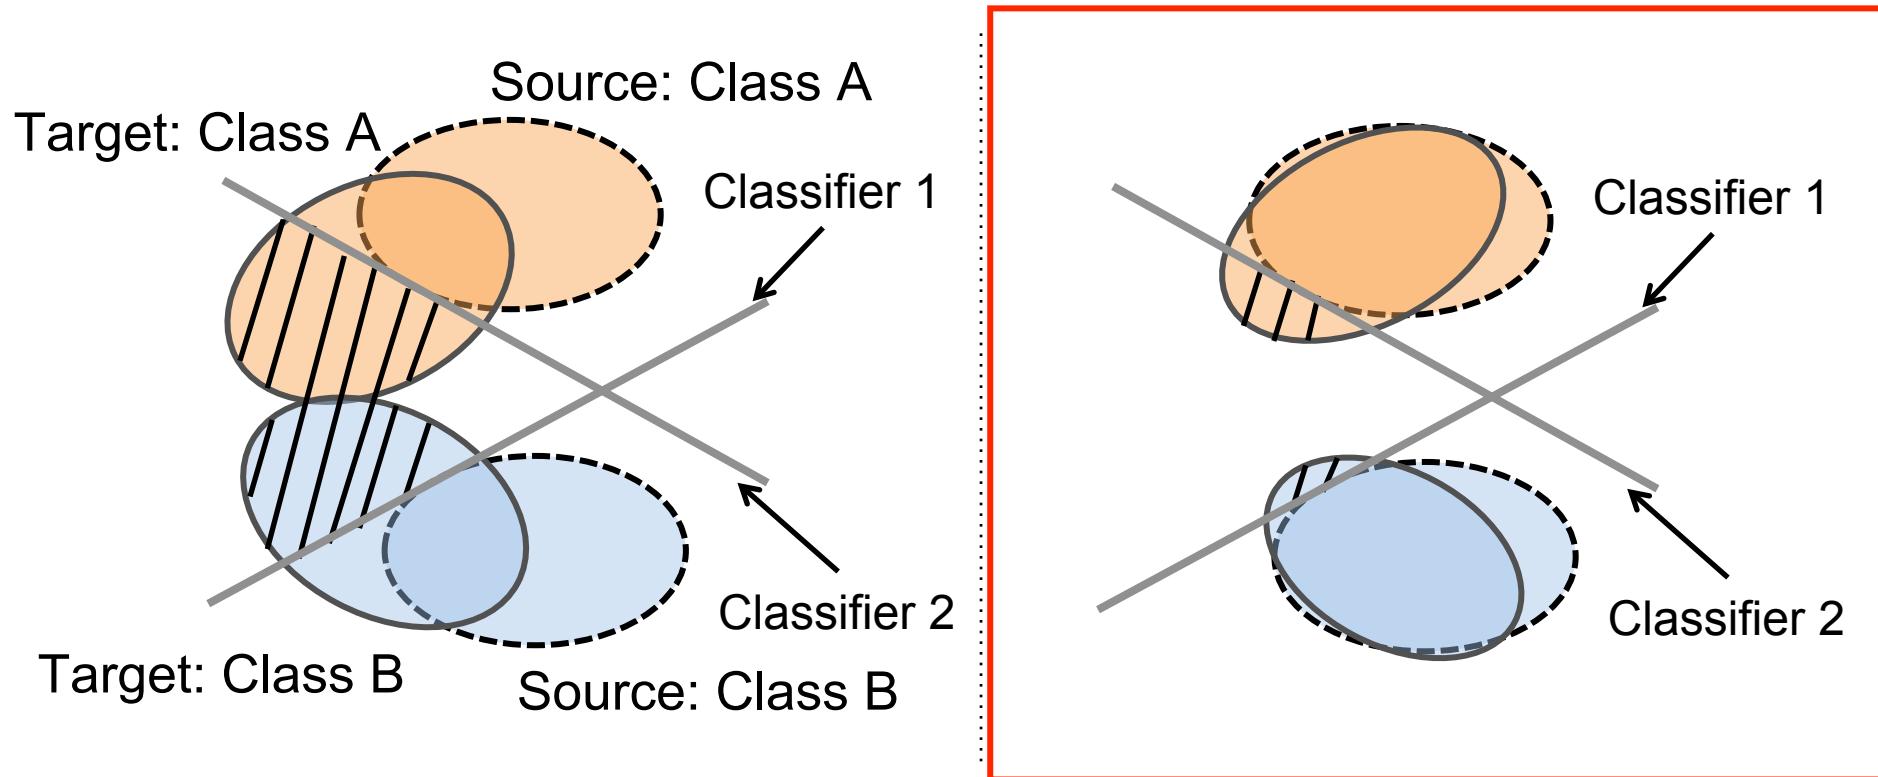 Source: Class A
Target: Class A
Classifier 1
Classifier 2
Target: Class B
Source: Class B
Classifier 1
Classifier 2